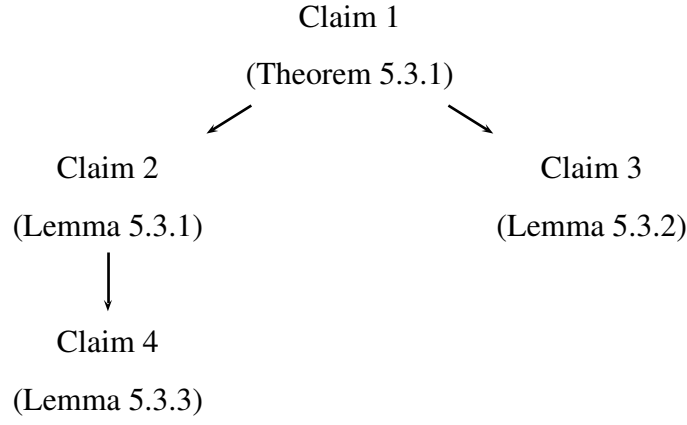 Claim 1
(Theorem 5.3.1)
Claim 2
(Lemma 5.3.1)
Claim 3
(Lemma 5.3.2)
Claim 4
(Lemma 5.3.3)